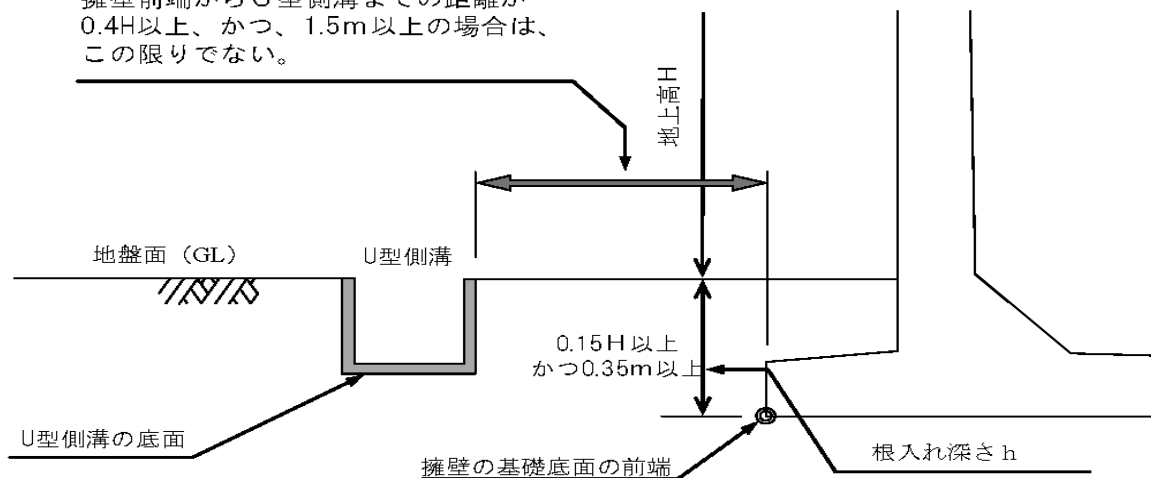 擁壁前端からU型側溝までの距離が
0.4H以上、かつ、1.5m以上の場合は、
この限りでない。
地上高H
地盤面（GL）
U型側溝
0.15H以上
かつ0.35m以上
U型側溝の底面
擁壁の基礎底面の前端
根入れ深さh